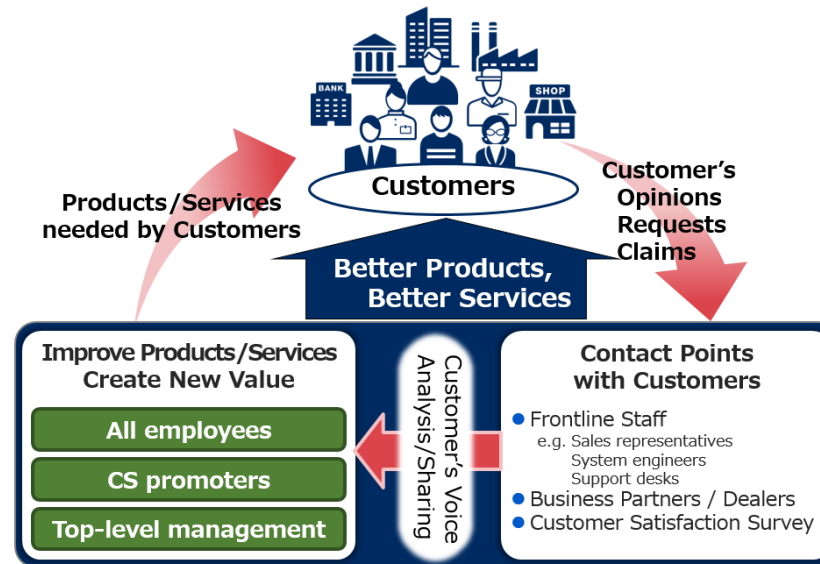 BANK
SHOP
Customers
Products/Services
needed by Customers
Customer's
Opinions
Requests
Claims
Better Products,
Better Services
Improve Products/Services
Create New Value
All employees
CS promoters
Top-level management
Customer's Voice
Analysis/Sharing
Contact Points
with Customers
● Frontline Staff
e.g. Sales representatives
System engineers
Support desks
● Business Partners / Dealers
● Customer Satisfaction Survey